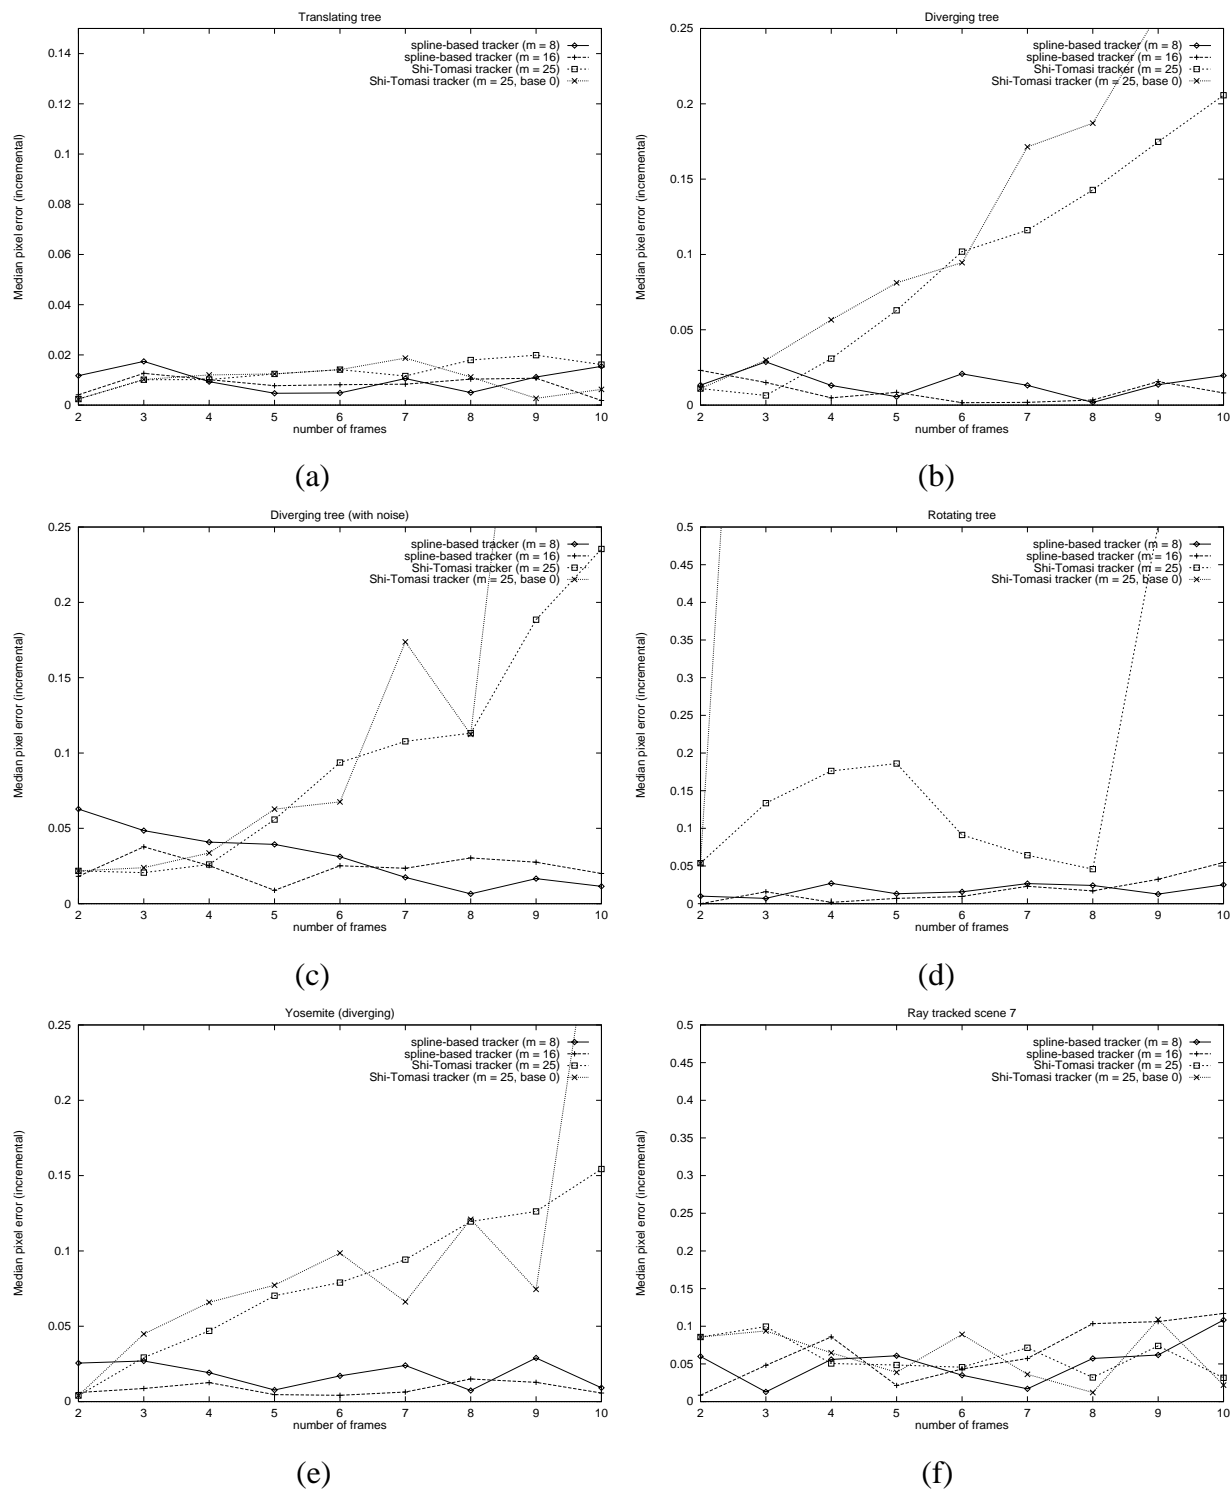 Translating tree
0.14
0.12
0.1
0.08
0.06
0.04
0.02
0
Median pixel error (incremental)
spline-based tracker (m = 8)
spline-based tracker (m = 16)
Shi-Tomasi tracker (m = 25)
Shi-Tomasi tracker (m = 25, base 0)
2 3 4 5 6 7 8 9 10
number of frames
(a)
Diverging tree
0.25
0.2
0.15
0.1
0.05
0
Median pixel error (incremental)
spline-based tracker (m = 8)
spline-based tracker (m = 16)
Shi-Tomasi tracker (m = 25)
Shi-Tomasi tracker (m = 25, base 0)
2 3 4 5 6 7 8 9 10
number of frames
(b)
Diverging tree (with noise)
0.25
0.2
0.15
0.1
0.05
0
Median pixel error (incremental)
spline-based tracker (m = 8)
spline-based tracker (m = 16)
Shi-Tomasi tracker (m = 25)
Shi-Tomasi tracker (m = 25, base 0)
2 3 4 5 6 7 8 9 10
number of frames
(c)
Rotating tree
0.5
0.45
0.4
0.35
0.3
0.25
0.2
0.15
0.1
0.05
0
Median pixel error (incremental)
spline-based tracker (m = 8)
spline-based tracker (m = 16)
Shi-Tomasi tracker (m = 25)
Shi-Tomasi tracker (m = 25, base 0)
2 3 4 5 6 7 8 9 10
number of frames
(d)
Yosemite (diverging)
0.25
0.2
0.15
0.1
0.05
0
Median pixel error (incremental)
spline-based tracker (m = 8)
spline-based tracker (m = 16)
Shi-Tomasi tracker (m = 25)
Shi-Tomasi tracker (m = 25, base 0)
2 3 4 5 6 7 8 9 10
number of frames
(e)
Ray tracked scene 7
0.5
0.45
0.4
0.35
0.3
0.25
0.2
0.15
0.1
0.05
0
Median pixel error (incremental)
spline-based tracker (m = 8)
spline-based tracker (m = 16)
Shi-Tomasi tracker (m = 25)
Shi-Tomasi tracker (m = 25, base 0)
2 3 4 5 6 7 8 9 10
number of frames
(f)